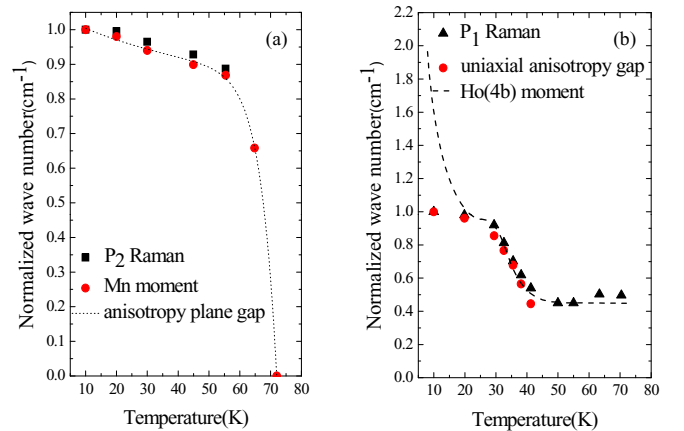 (a)
Normalized wave number(cm-1)
1.0
0.9
0.8
0.7
0.6
0.5
0.4
0.3
0.2
0.1
0.0
P2 Raman
Mn moment
anisotropy plane gap
10 20 30 40 50 60 70 80
Temperature(K)
(b)
Normalized wave number(cm-1)
2.2
2.0
1.8
1.6
1.4
1.2
1.0
0.8
0.6
0.4
0.2
0.0
P1 Raman
uniaxial anisotropy gap
Ho(4b) moment
0 10 20 30 40 50 60 70 80
Temperature(K)